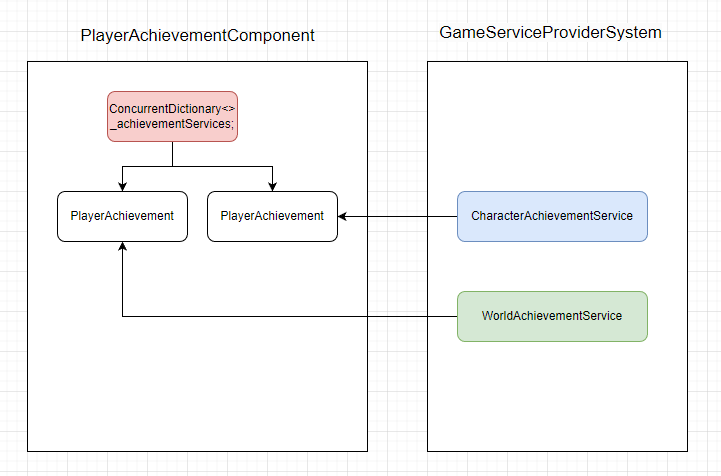 PlayerAchievementComponent
GameServiceProviderSystem
ConcurrentDictionary<>
_achievementServices;
PlayerAchievement
PlayerAchievement
CharacterAchievementService
WorldAchievementService